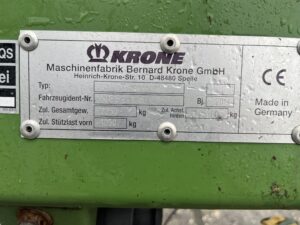 QS
ei
KRONE
Maschinenfabrik Bernard Krone GmbH
Heinrich-Krone-Str. 10 D-48480 Spelle
Typ:
Fahrzeugident-Nr. Bj.
Zul. Gesamtgew. kg Zul. Achsl. hinten kg
Zul. Stützlast vorn kg
CE
Made in
Germany